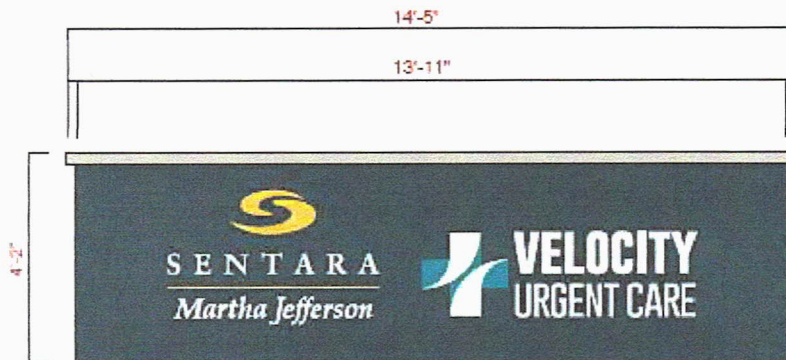 14'-5"
13'-11"
4'-2"
SENTARA
Martha Jefferson
VELOCITY
URGENT CARE